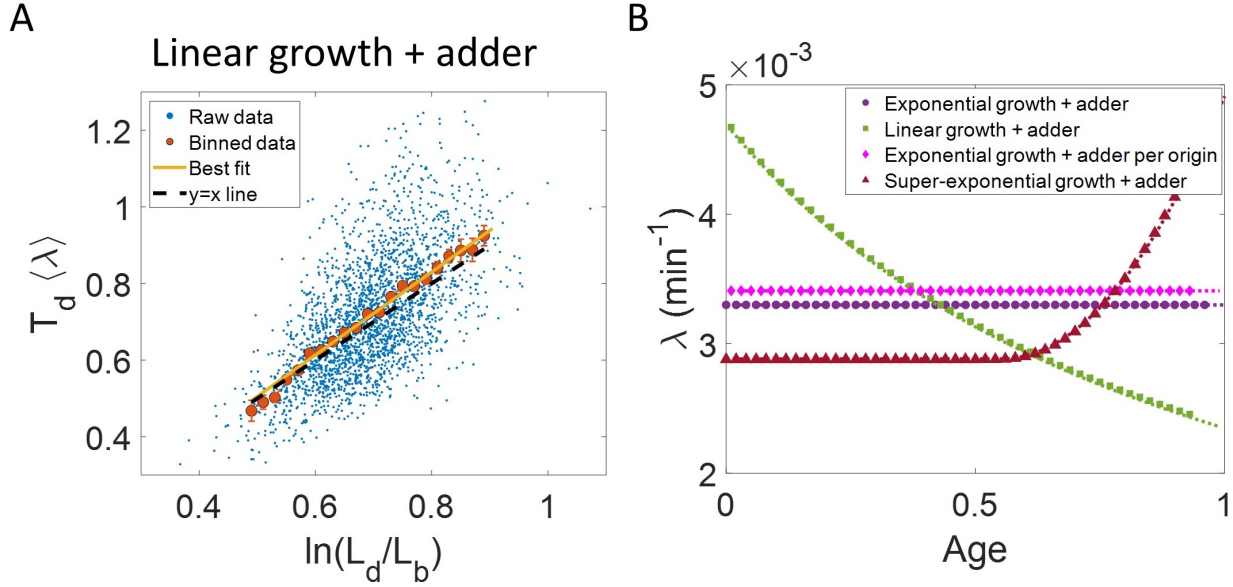 A
Linear growth + adder
Raw data
Binned data
Best fit
y=x line
1.2
1
0.8
0.6
0.4
T_d ⟨λ⟩
0.4 0.6 0.8 1
ln(L_d/L_b)
B
×10^-3
Exponential growth + adder
Linear growth + adder
Exponential growth + adder per origin
Super-exponential growth + adder
5
4
3
2
λ (min^-1)
0 0.5 1
Age